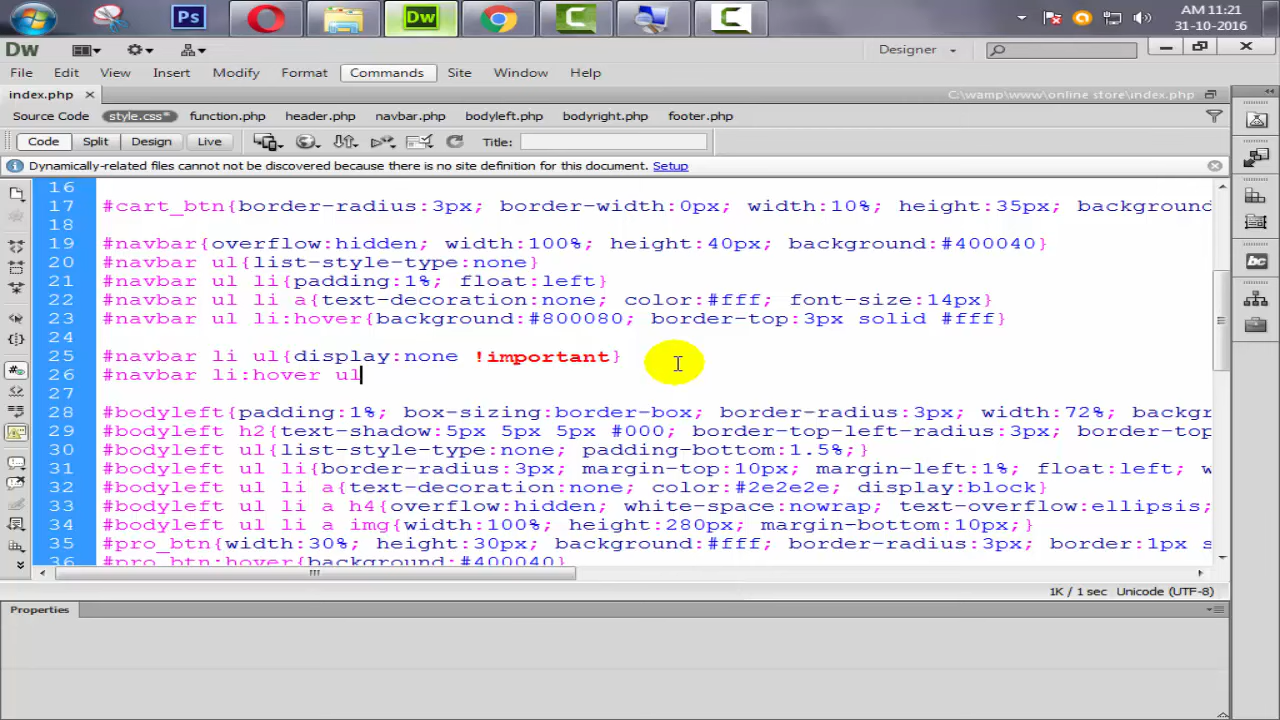 Ps
Dw
AM 11:21
31-10-2016
Dw
Designer
File Edit View Insert Modify Format Commands Site Window Help
index.php
C:\wamp\www\online store\index.php
Source Code style.css* function.php header.php navbar.php bodyleft.php bodyright.php footer.php
Code Split Design Live Title:
Dynamically-related files cannot not be discovered because there is no site definition for this document. Setup
16
17 #cart_btn{border-radius:3px; border-width:0px; width:10%; height:35px; background
18
19 #navbar{overflow:hidden; width:100%; height:40px; background:#400040}
20 #navbar ul{list-style-type:none}
21 #navbar ul li{padding:1%; float:left}
22 #navbar ul li a{text-decoration:none; color:#fff; font-size:14px}
23 #navbar ul li:hover{background:#800080; border-top:3px solid #fff}
24
25 #navbar li ul{display:none !important}
26 #navbar li:hover ul
27
28 #bodyleft{padding:1%; box-sizing:border-box; border-radius:3px; width:72%; backgr
29 #bodyleft h2{text-shadow:5px 5px 5px #000; border-top-left-radius:3px; border-top
30 #bodyleft ul{list-style-type:none; padding-bottom:1.5%;}
31 #bodyleft ul li{border-radius:3px; margin-top:10px; margin-left:1%; float:left; w
32 #bodyleft ul li a{text-decoration:none; color:#2e2e2e; display:block}
33 #bodyleft ul li a h4{overflow:hidden; white-space:nowrap; text-overflow:ellipsis;
34 #bodyleft ul li a img{width:100%; height:280px; margin-bottom:10px;}
35 #pro_btn{width:30%; height:30px; background:#fff; border-radius:3px; border:1px s
36 #pro_btn:hover{background:#400040}
1K / 1 sec Unicode (UTF-8)
Properties
bc